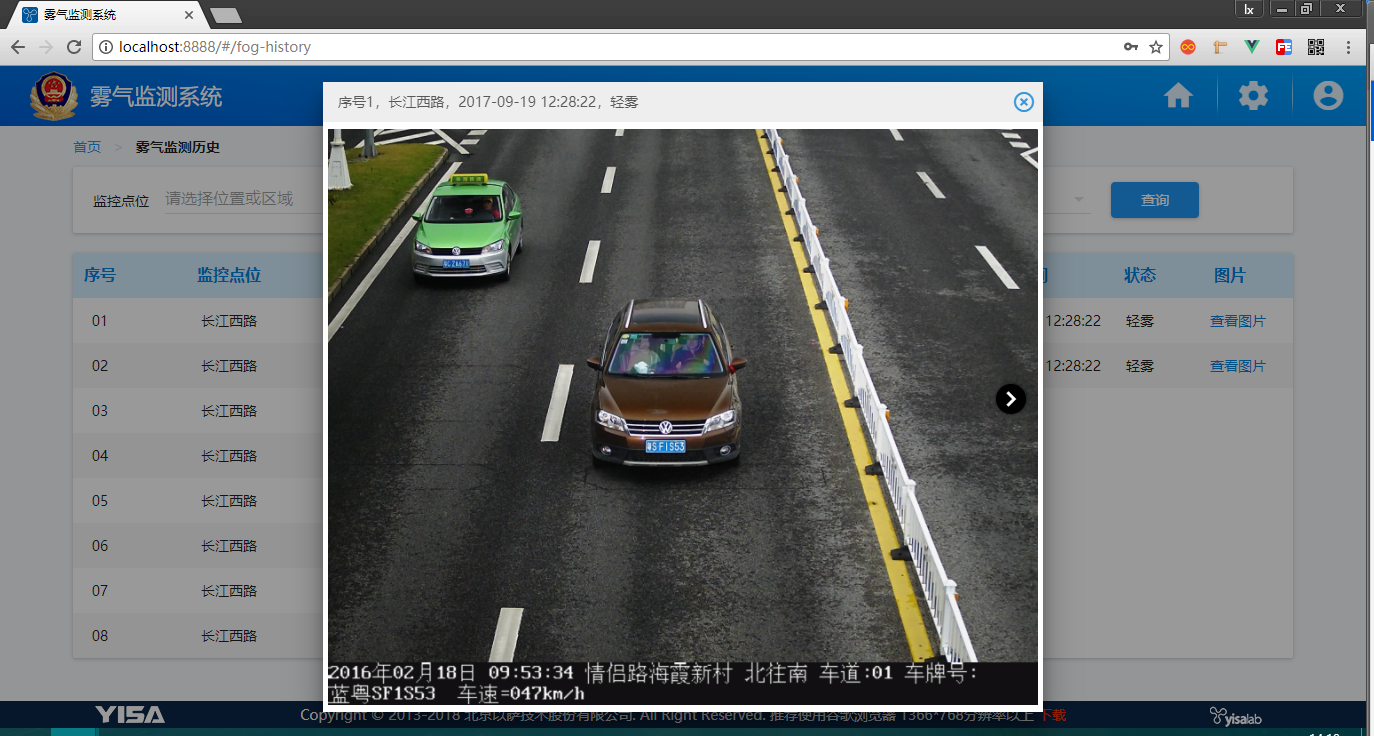 雾气监测系统
lx
localhost:8888/#/fog-history
雾气监测系统
序号1，长江西路，2017-09-19 12:28:22，轻雾
首页 > 雾气监测历史
监控点位 请选择位置或区域 查询
序号 监控点位 状态 图片
01 长江西路 12:28:22 轻雾 查看图片
02 长江西路 12:28:22 轻雾 查看图片
03 长江西路
04 长江西路
05 长江西路
06 长江西路
07 长江西路
08 长江西路
粤SF1S53
2016年02月18日 09:53:34 情侣路海霞新村 北往南 车道:01 车牌号:
蓝粤SF1S53 车速=047km/h
YISA Copyright © 2013-2018 北京以萨技术股份有限公司. All Right Reserved. 推荐使用谷歌浏览器 1366*768分辨率以上 下载 yisalab